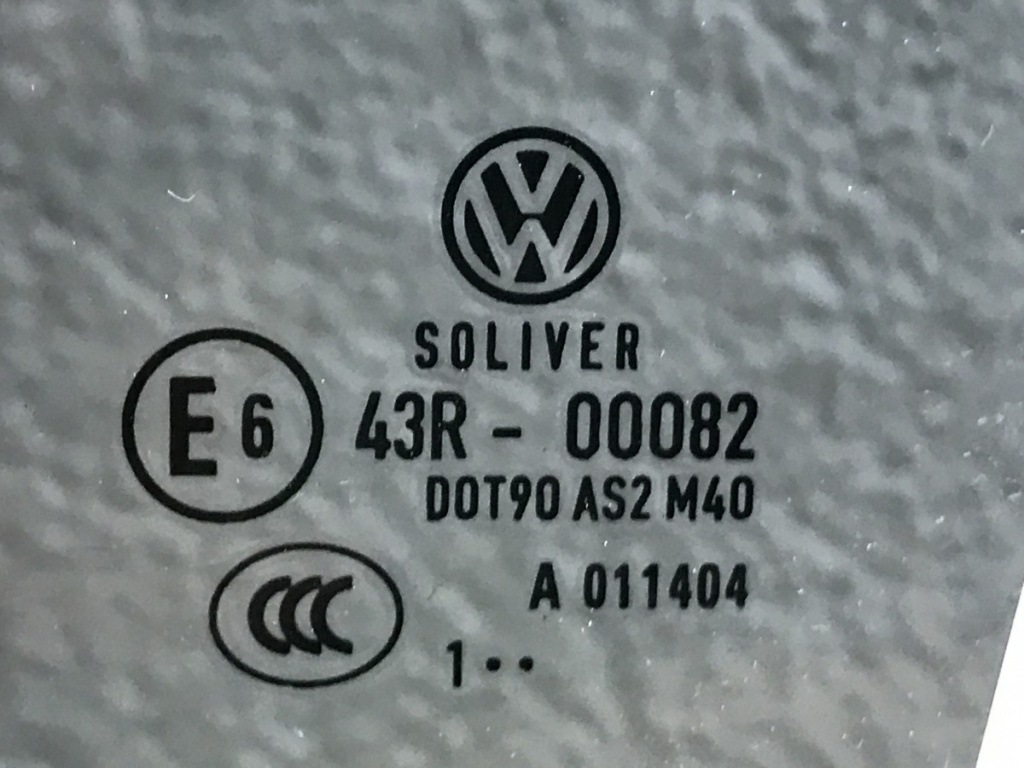 VW
SOLIVER
E6 43R - 00082
DOT90 AS2 M40
CCC A 011404
1••